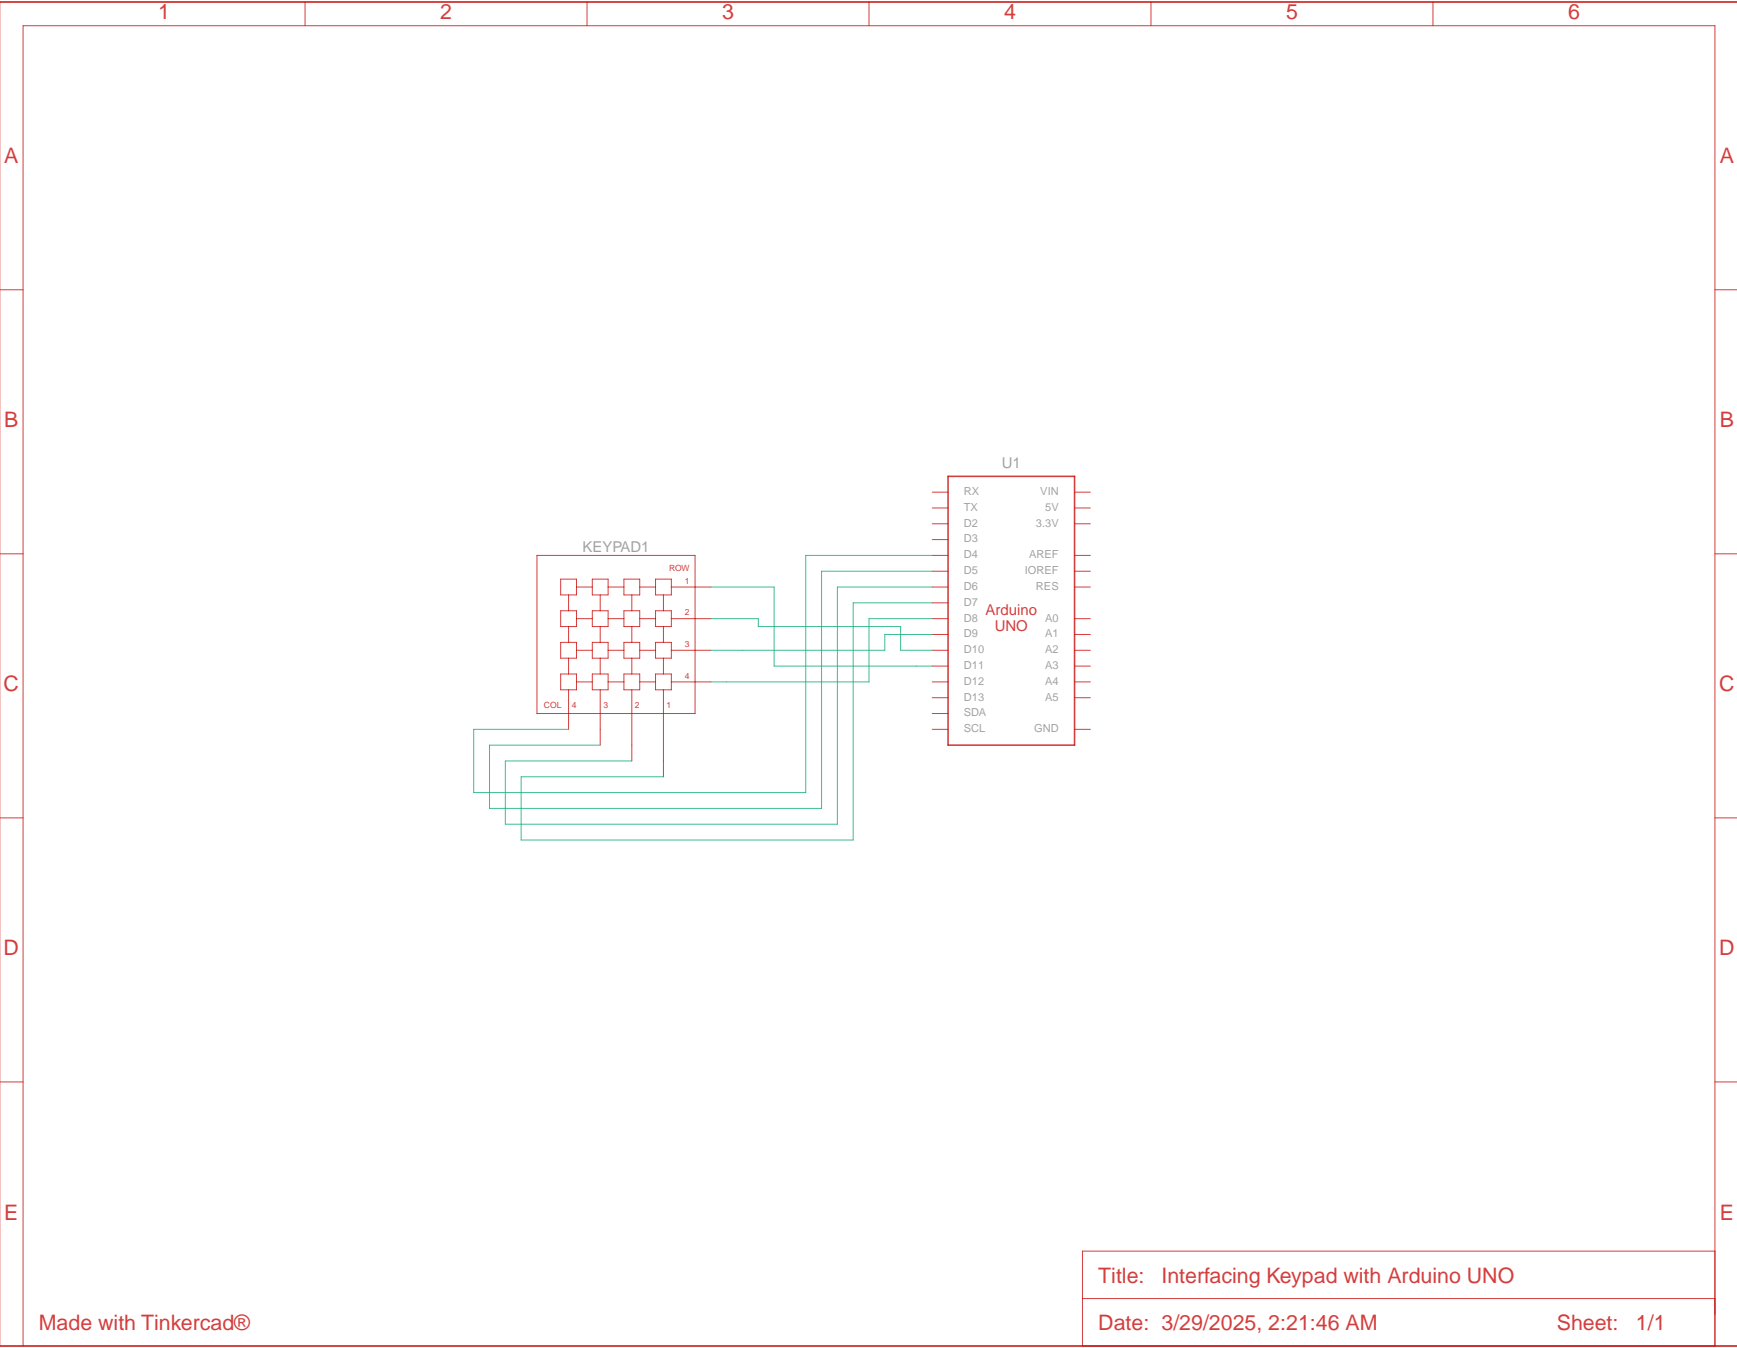 1 2 3 4 5 6
A A
B B
U1
RX VIN
TX 5V
D2 3.3V
D3
KEYPAD1
D4 AREF
ROW
D5 IOREF
1
D6 RES
D7
Arduino
2
D8 A0
UNO
D9 A1
3
D10 A2
D11 A3
4
D12 A4
C C
D13 A5
COL 4 3 2 1
SDA
SCL GND
D D
E E
Title: Interfacing Keypad with Arduino UNO
Made with Tinkercad®
Date: 3/29/2025, 2:21:46 AM Sheet: 1/1